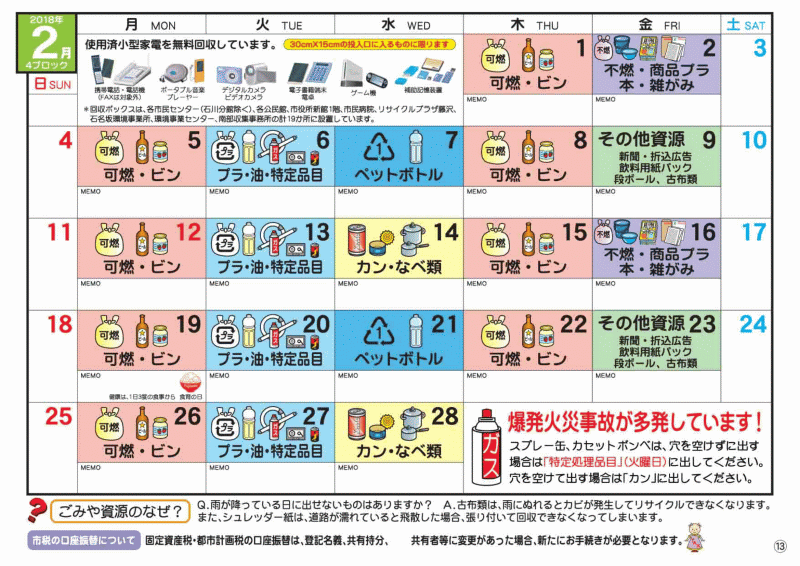 2018年
2月
4ブロック
日 SUN
月 MON
火 TUE
水 WED
木 THU
金 FRI
土 SAT
使用済小型家電を無料回収しています。
30cm×15cmの投入口に入るものに限ります
携帯電話・電話機
(FAXは対象外)
ポータブル音楽
プレーヤー
デジタルカメラ
ビデオカメラ
電子書籍端末
電卓
ゲーム機
補助記憶装置
＊回収ボックスは、各市民センター(石川分館除く)、各公民館、市役所新館1階、市民病院、リサイクルプラザ藤沢、
石名坂環境事業所、環境事業センター、南部収集事務所の計19か所に設置しています。
可燃
1
可燃・ビン
MEMO
不燃
2
不燃・商品プラ
本・雑がみ
MEMO
3
4
可燃
5
可燃・ビン
MEMO
プラ
6
プラ・油・特定品目
MEMO
1
7
ペットボトル
MEMO
可燃
8
可燃・ビン
MEMO
その他資源 9
新聞・折込広告
飲料用紙パック
段ボール、古布類
MEMO
10
11
可燃
12
可燃・ビン
MEMO
プラ
13
プラ・油・特定品目
MEMO
14
カン・なべ類
MEMO
可燃
15
可燃・ビン
MEMO
不燃
16
不燃・商品プラ
本・雑がみ
MEMO
17
18
可燃
19
可燃・ビン
MEMO
健康は、1日3度の食事から 食育の日
プラ
20
プラ・油・特定品目
MEMO
1
21
ペットボトル
MEMO
可燃
22
可燃・ビン
MEMO
その他資源 23
新聞・折込広告
飲料用紙パック
段ボール、古布類
MEMO
24
25
可燃
26
可燃・ビン
MEMO
プラ
27
プラ・油・特定品目
MEMO
28
カン・なべ類
MEMO
ガス
爆発火災事故が多発しています!
スプレー缶、カセットボンベは、穴を空けずに出す
場合は「特定処理品目」(火曜日)に出してください。
穴を空けて出す場合は「カン」に出してください。
ごみや資源のなぜ？
Q.雨が降っている日に出せないものはありますか？ A.古布類は、雨にぬれるとカビが発生してリサイクルできなくなります。
また、シュレッダー紙は、道路が濡れていると飛散した場合、張り付いて回収できなくなってしまいます。
市税の口座振替について
固定資産税・都市計画税の口座振替は、登記名義、共有持分、 共有者等に変更があった場合、新たにお手続きが必要となります。
⑬